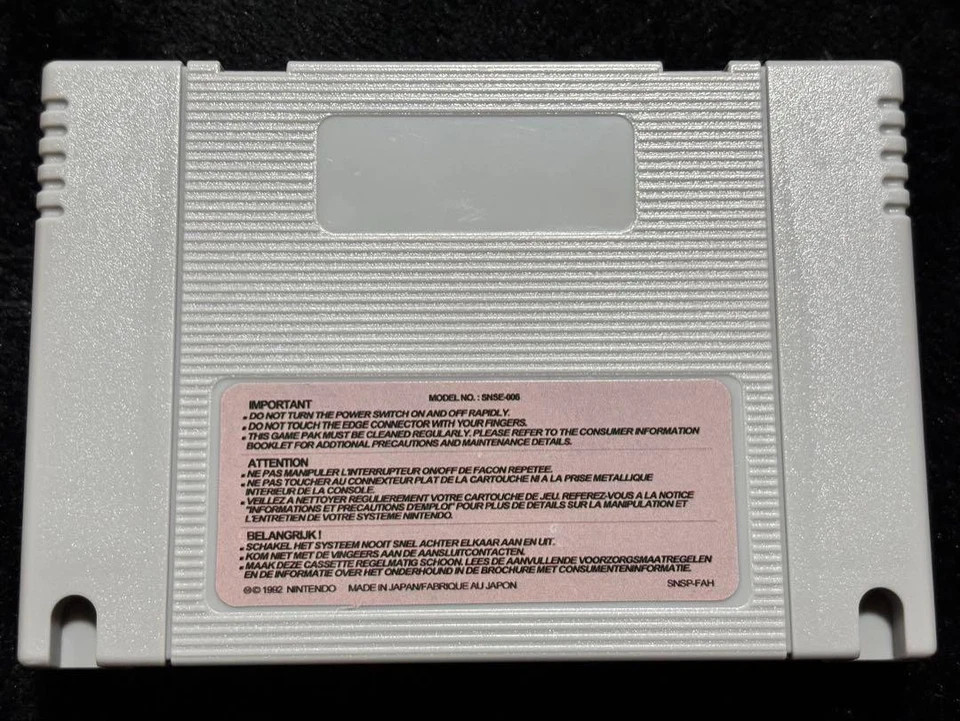 MODEL NO. : SNSE-006
IMPORTANT
• DO NOT TURN THE POWER SWITCH ON AND OFF RAPIDLY.
• DO NOT TOUCH THE EDGE CONNECTOR WITH YOUR FINGERS.
• THIS GAME PAK MUST BE CLEANED REGULARLY. PLEASE REFER TO THE CONSUMER INFORMATION
BOOKLET FOR ADDTIONAL PRECAUTIONS AND MAINTENANCE DETAILS.
ATTENTION
• NE PAS MANIPULER L'INTERRUPTEUR ON/OFF DE FACON REPETEE.
• NE PAS TOUCHER AU CONNEXTEUR PLAT DE LA CARTOUCHE NI A LA PRISE METALLIQUE
INTERIEUR DE LA CONSOLE.
• VEILLEZ A NETTOYER REGULIEREMENT VOTRE CARTOUCHE DE JEU. REFEREZ-VOUS A LA NOTICE
"INFORMATIONS ET PRECAUTIONS D'EMPLOI" POUR PLUS DE DETAILS SUR LA MANIPULATION ET
L'ENTRETIEN DE VOTRE SYSTEME NINTENDO.
BELANGRIJK !
• SCHAKEL HET SYSTEEM NOOIT SNEL ACHTER ELKAAR AAN EN UIT.
• KOM NIET MET DE VINGEERS AAN DE AANSLUITCONTACTEN.
• MAAK DEZE CASSETTE REGELMATIG SCHOON. LEES DE AANVULLENDE VOORZORGSMAATREGELEN
EN DE INFORMATIE OVER HET ONDERHOUND IN DE BROCHURE MET CONSUMENTENINFORMATIE.
Ⓜ © 1992 NINTENDO MADE IN JAPAN/FABRIQUE AU JAPON SNSP-FAH